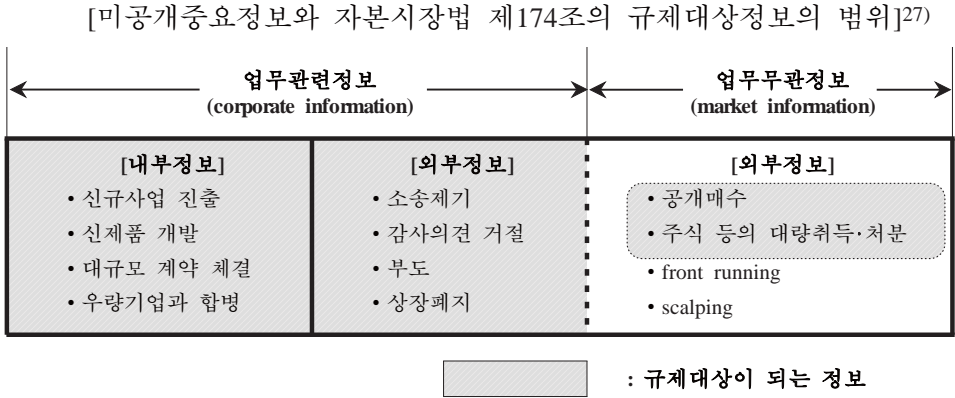 [미공개중요정보와 자본시장법 제174조의 규제대상정보의 범위]27)
업무관련정보
(corporate information)
업무무관정보
(market information)
[내부정보]
• 신규사업 진출
• 신제품 개발
• 대규모 계약 체결
• 우량기업과 합병
[외부정보]
• 소송제기
• 감사의견 거절
• 부도
• 상장폐지
[외부정보]
• 공개매수
• 주식 등의 대량취득·처분
• front running
• scalping
: 규제대상이 되는 정보